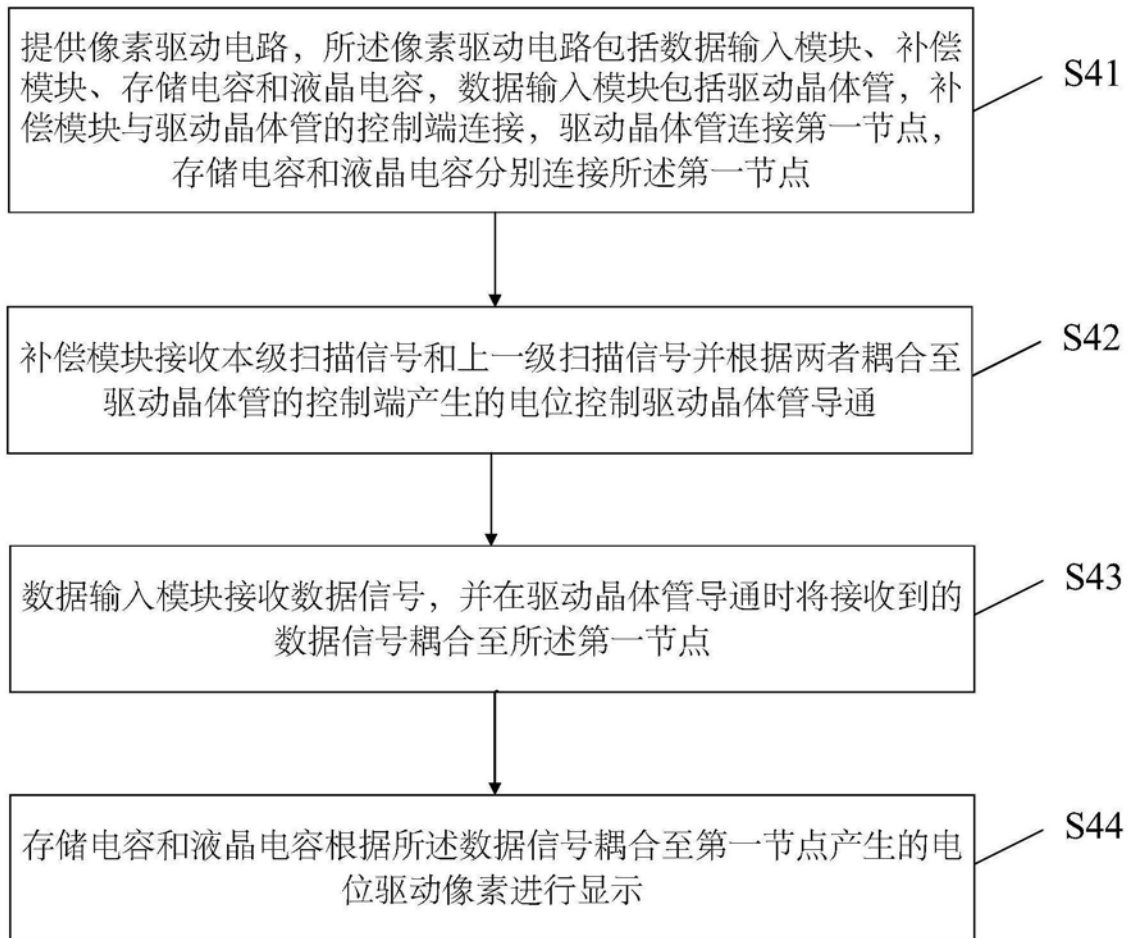 提供像素驱动电路，所述像素驱动电路包括数据输入模块、补偿
模块、存储电容和液晶电容，数据输入模块包括驱动晶体管，补
偿模块与驱动晶体管的控制端连接，驱动晶体管连接第一节点，
存储电容和液晶电容分别连接所述第一节点
S41
补偿模块接收本级扫描信号和上一级扫描信号并根据两者耦合至
驱动晶体管的控制端产生的电位控制驱动晶体管导通
S42
数据输入模块接收数据信号，并在驱动晶体管导通时将接收到的
数据信号耦合至所述第一节点
S43
存储电容和液晶电容根据所述数据信号耦合至第一节点产生的电
位驱动像素进行显示
S44